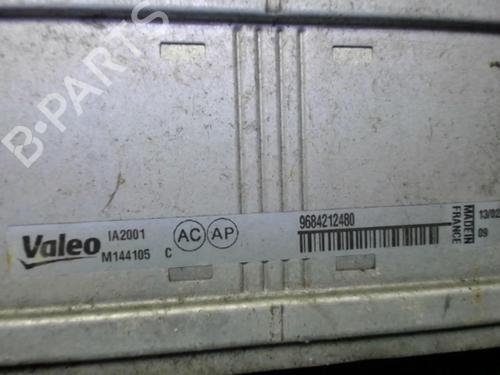 B-PARTS
Valeo
IA2001
M144105 C
AC AP
9684212480
MADE IN
FRANCE
13/02
09